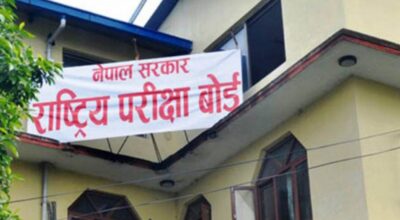 नेपाल सरकार
राष्ट्रिय परीक्षा बोर्ड